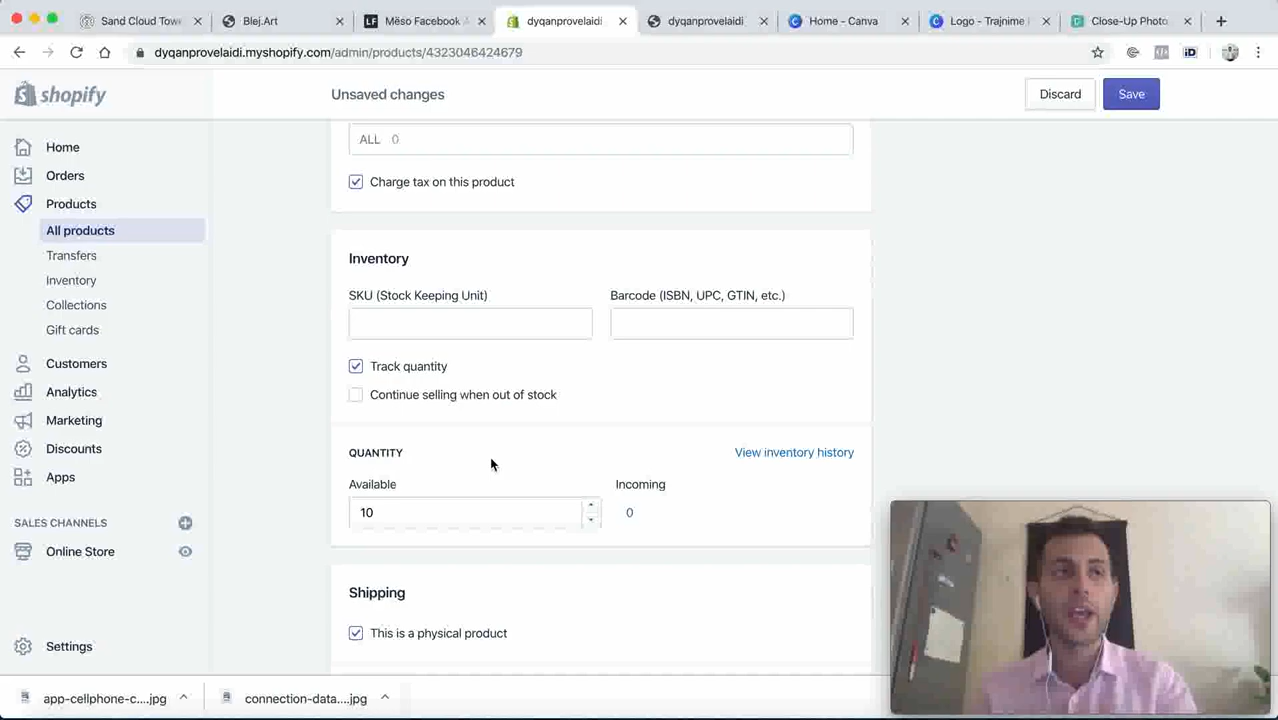 Sand Cloud Tow
Blej.Art
Mëso Facebook A
dyqanprovelaidi
dyqanprovelaidi
Home - Canva
Logo - Trajnime
Close-Up Photo
dyqanprovelaidi.myshopify.com/admin/products/4323046424679
shopify
Unsaved changes
Discard
Save
Home
Orders
Products
All products
Transfers
Inventory
Collections
Gift cards
Customers
Analytics
Marketing
Discounts
Apps
SALES CHANNELS
Online Store
Settings
ALL 0
Charge tax on this product
Inventory
SKU (Stock Keeping Unit)
Barcode (ISBN, UPC, GTIN, etc.)
Track quantity
Continue selling when out of stock
QUANTITY
View inventory history
Available
Incoming
10
0
Shipping
This is a physical product
app-cellphone-c....jpg
connection-data....jpg